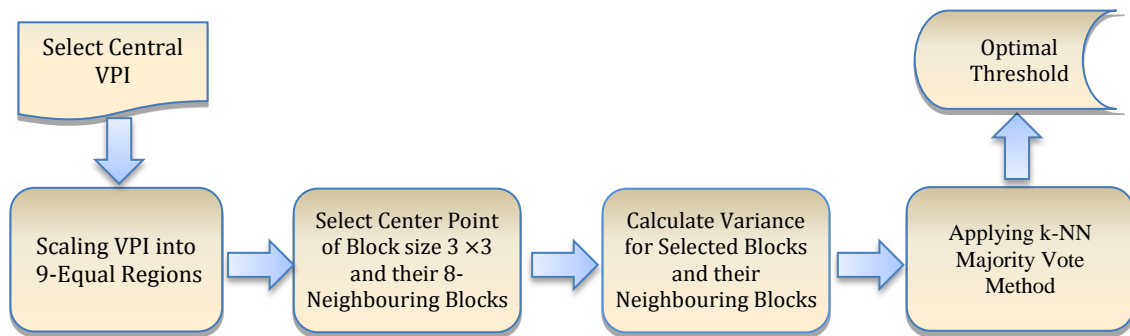 Select Central
VPI
Scaling VPI into
9-Equal Regions
Select Center Point
of Block size 3 ×3
and their 8-
Neighbouring Blocks
Calculate Variance
for Selected Blocks
and their
Neighbouring Blocks
Applying k-NN
Majority Vote
Method
Optimal
Threshold